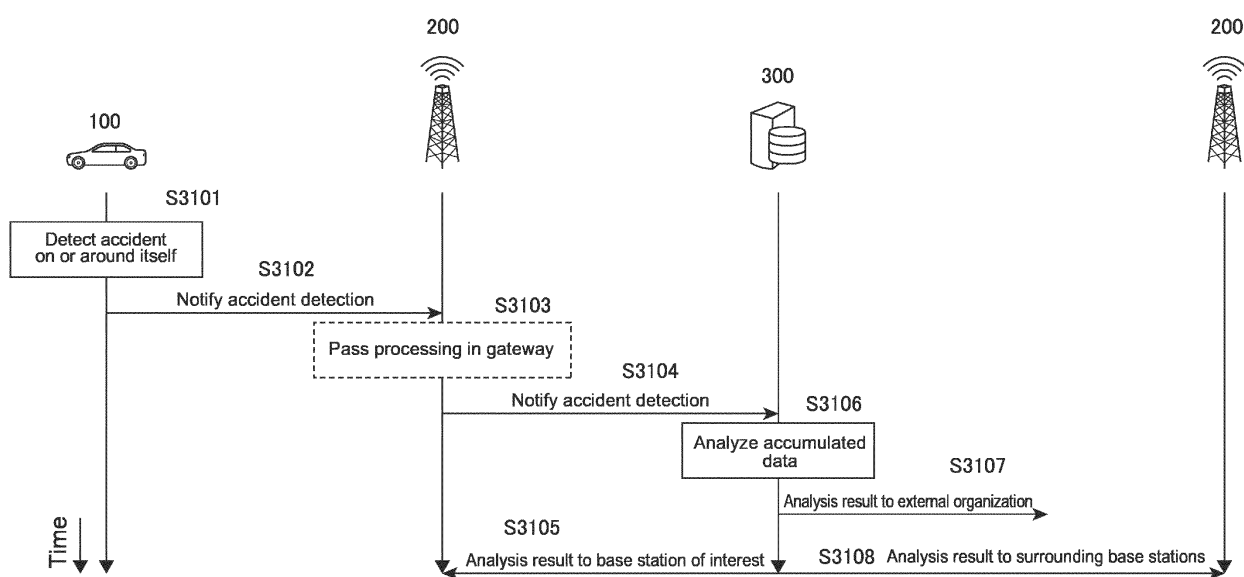 200
200
300
100
S3101
Detect accident
on or around itself
S3102
Notify accident detection
S3103
Pass processing in gateway
S3104
Notify accident detection
S3106
Analyze accumulated
data
S3107
Analysis result to external organization
Time
S3105
Analysis result to base station of interest
S3108
Analysis result to surrounding base stations